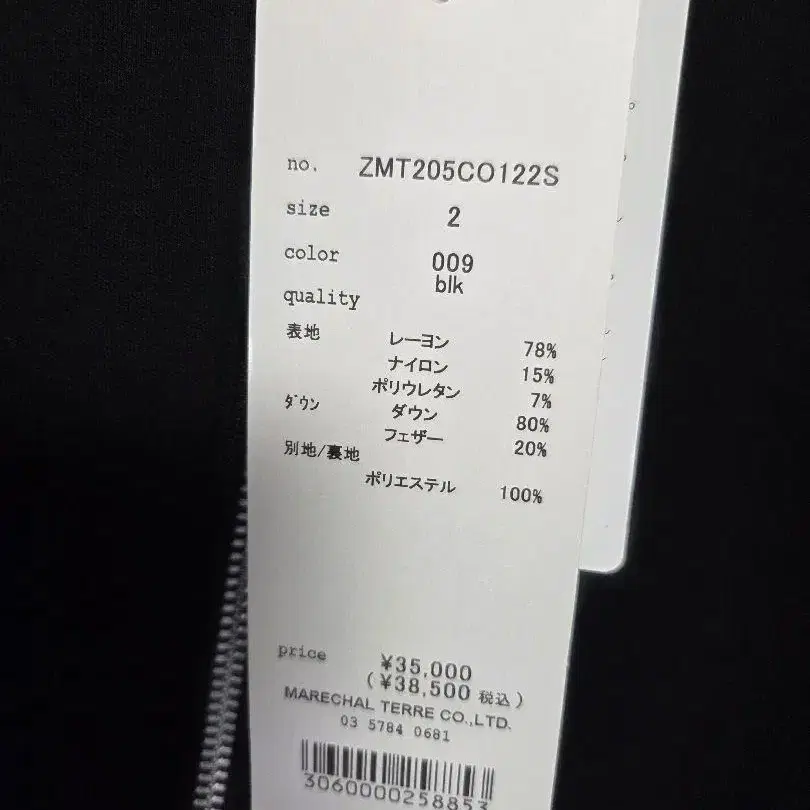 no. ZMT205CO122S
size 2
color 009
blk
quality
表地 レーヨン 78%
ナイロン 15%
ポリウレタン 7%
ダウン ダウン 80%
フェザー 20%
別地/裏地
ポリエステル 100%
price ¥35,000
(¥38,500 税込)
MARECHAL TERRE CO.,LTD.
03 5784 0681
3060000258853